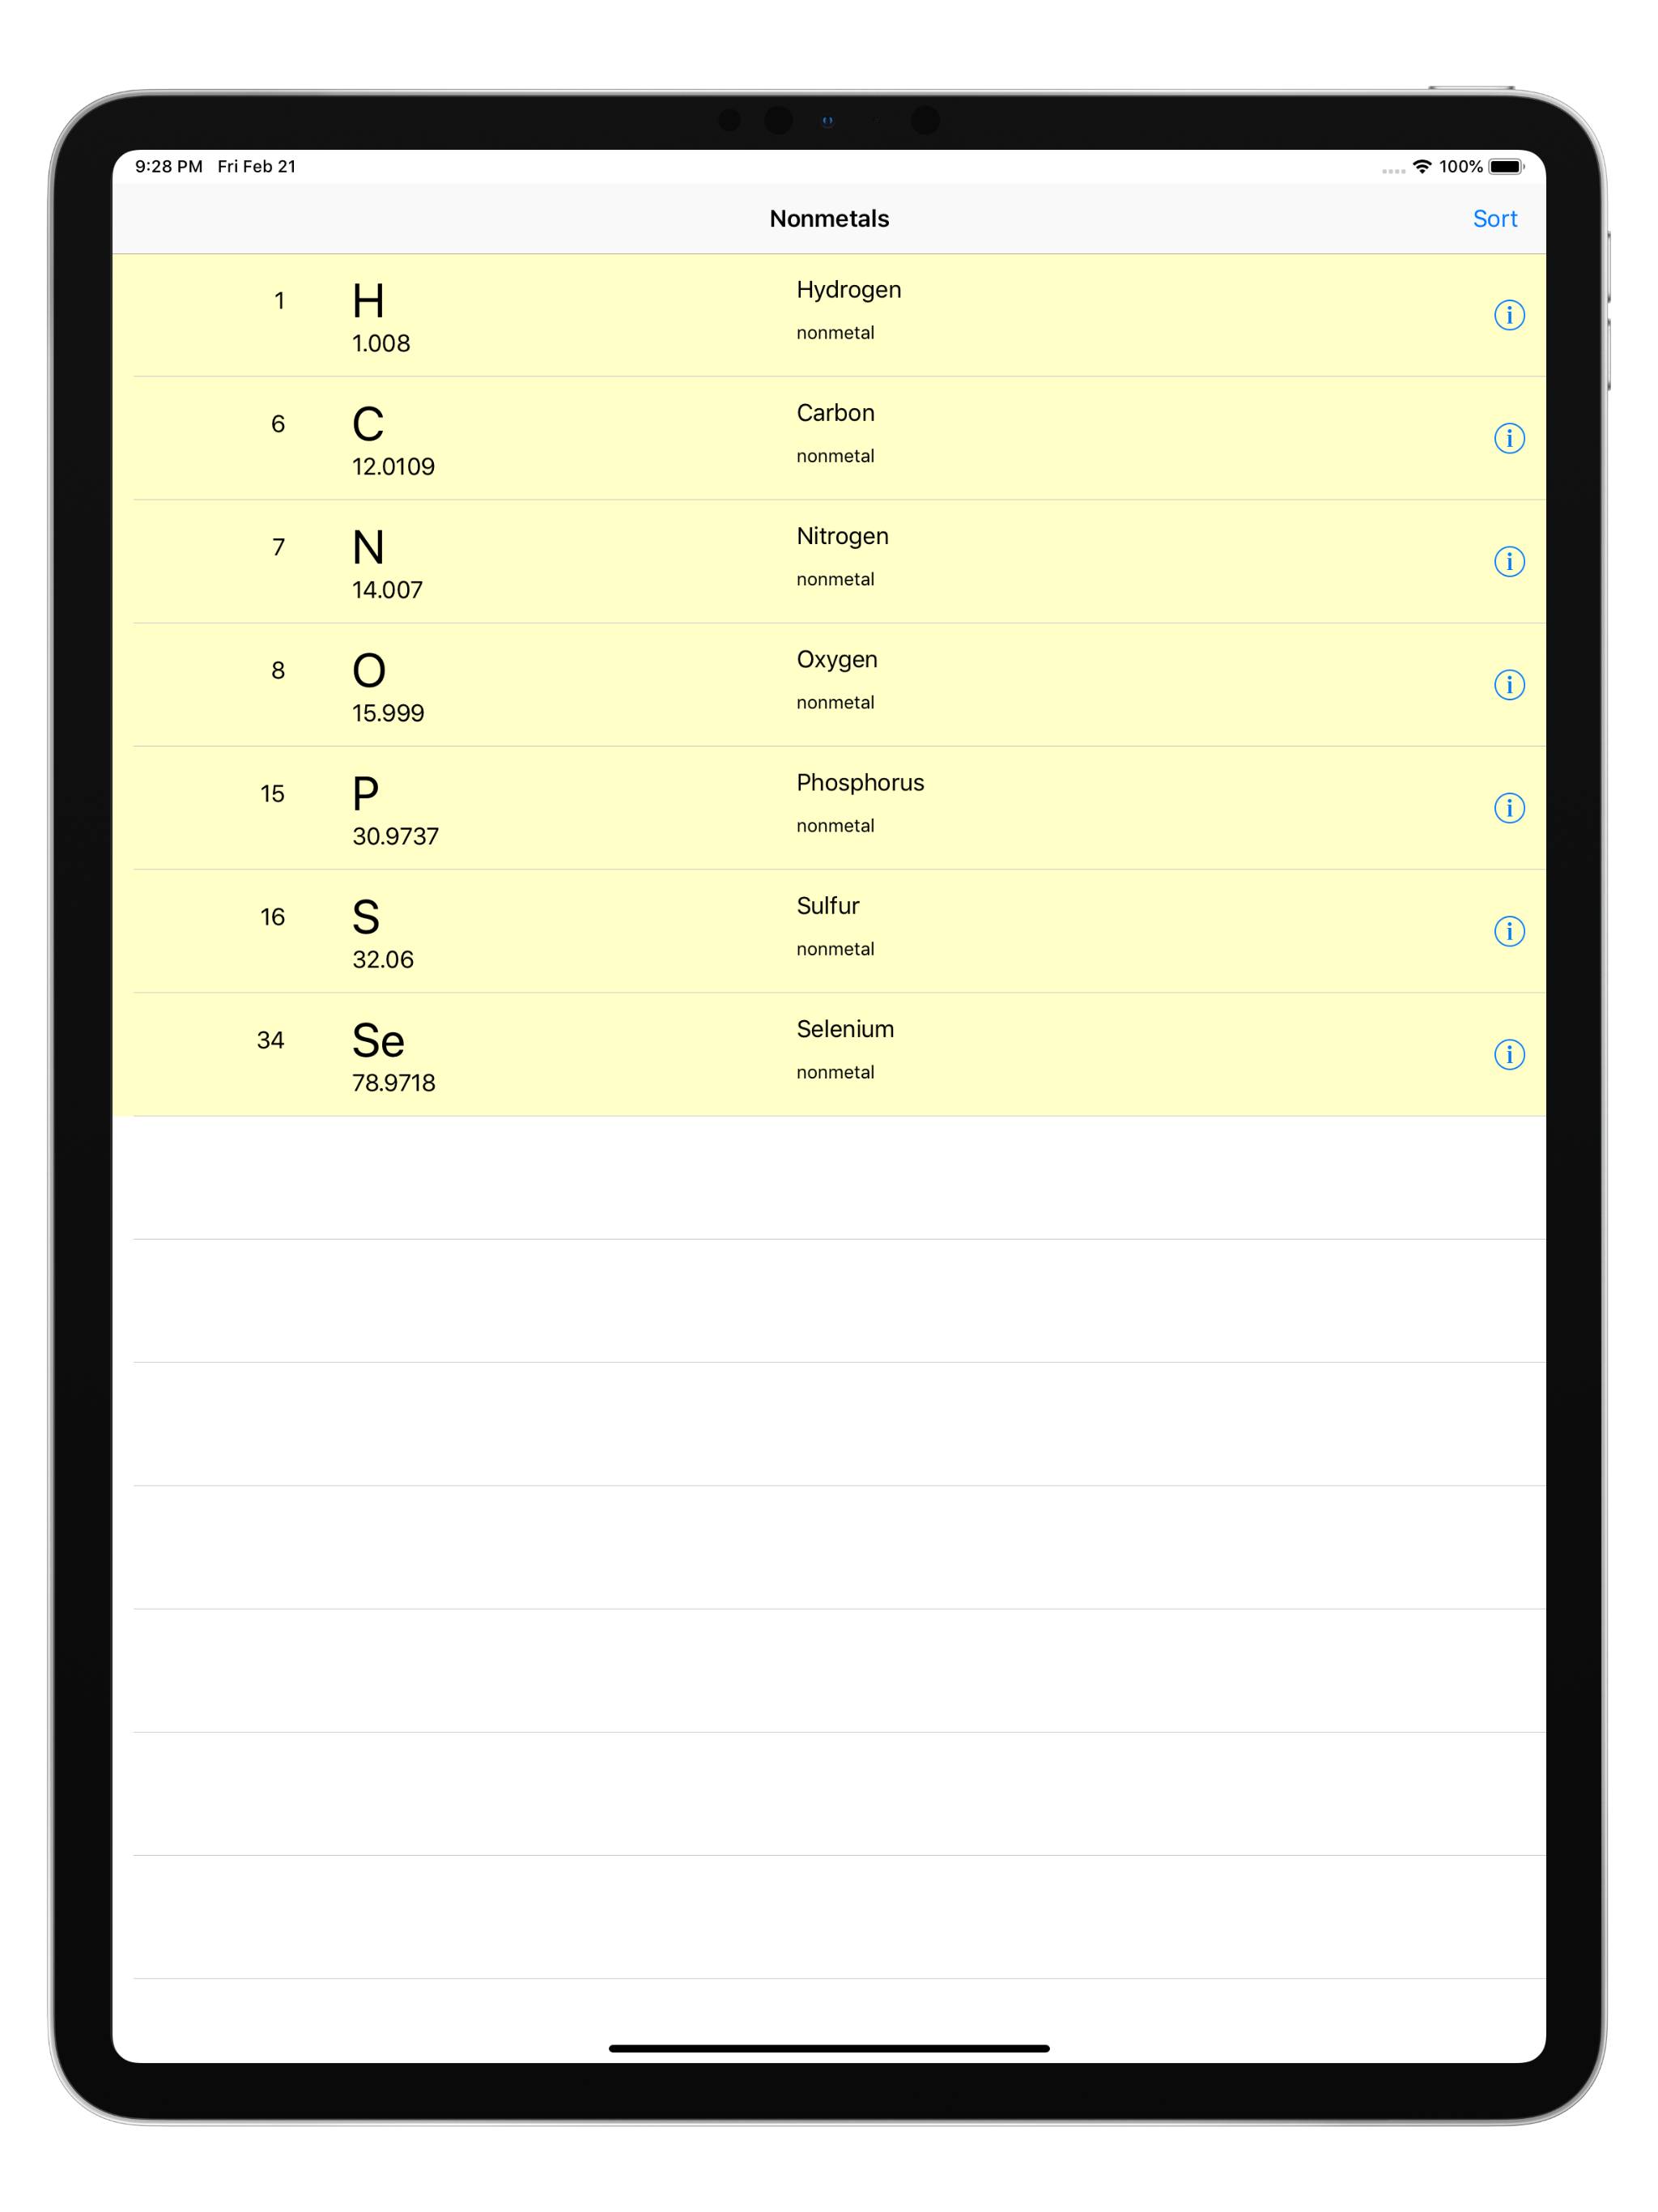 9:28 PM Fri Feb 21 100%
Nonmetals Sort
1 H Hydrogen
1.008 nonmetal
6 C Carbon
12.0109 nonmetal
7 N Nitrogen
14.007 nonmetal
8 O Oxygen
15.999 nonmetal
15 P Phosphorus
30.9737 nonmetal
16 S Sulfur
32.06 nonmetal
34 Se Selenium
78.9718 nonmetal